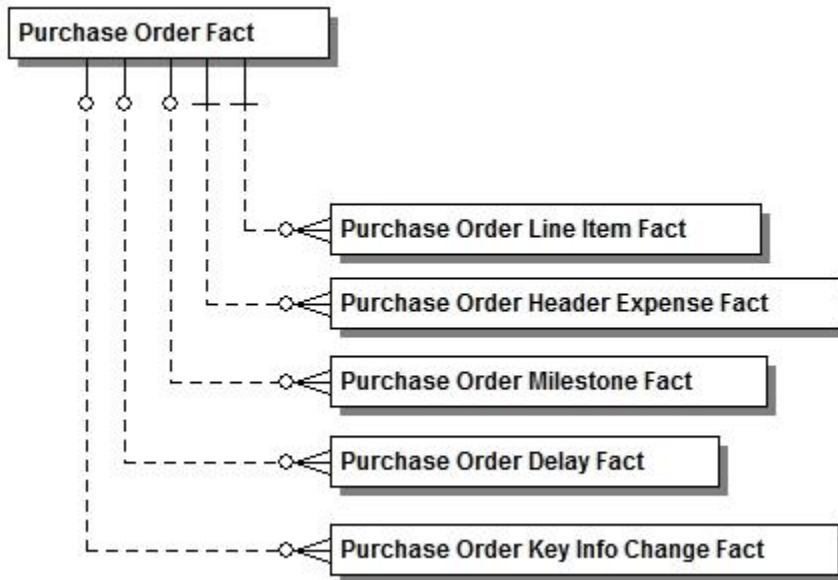 Purchase Order Fact
Purchase Order Line Item Fact
Purchase Order Header Expense Fact
Purchase Order Milestone Fact
Purchase Order Delay Fact
Purchase Order Key Info Change Fact